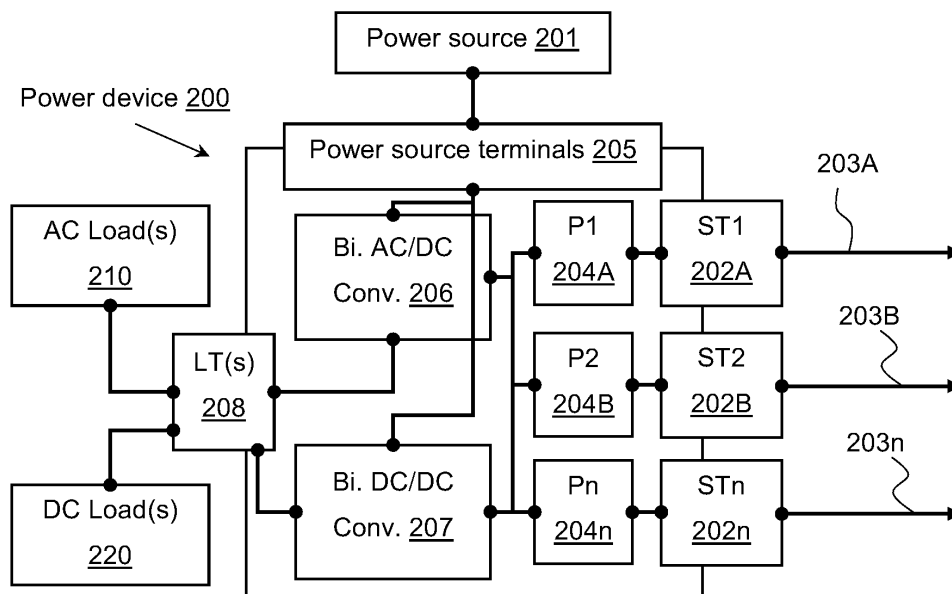 Power source 201
Power device 200
Power source terminals 205
203A
AC Load(s)
210
Bi. AC/DC
Conv. 206
P1
204A
ST1
202A
203B
LT(s)
208
P2
204B
ST2
202B
203n
DC Load(s)
220
Bi. DC/DC
Conv. 207
Pn
204n
STn
202n